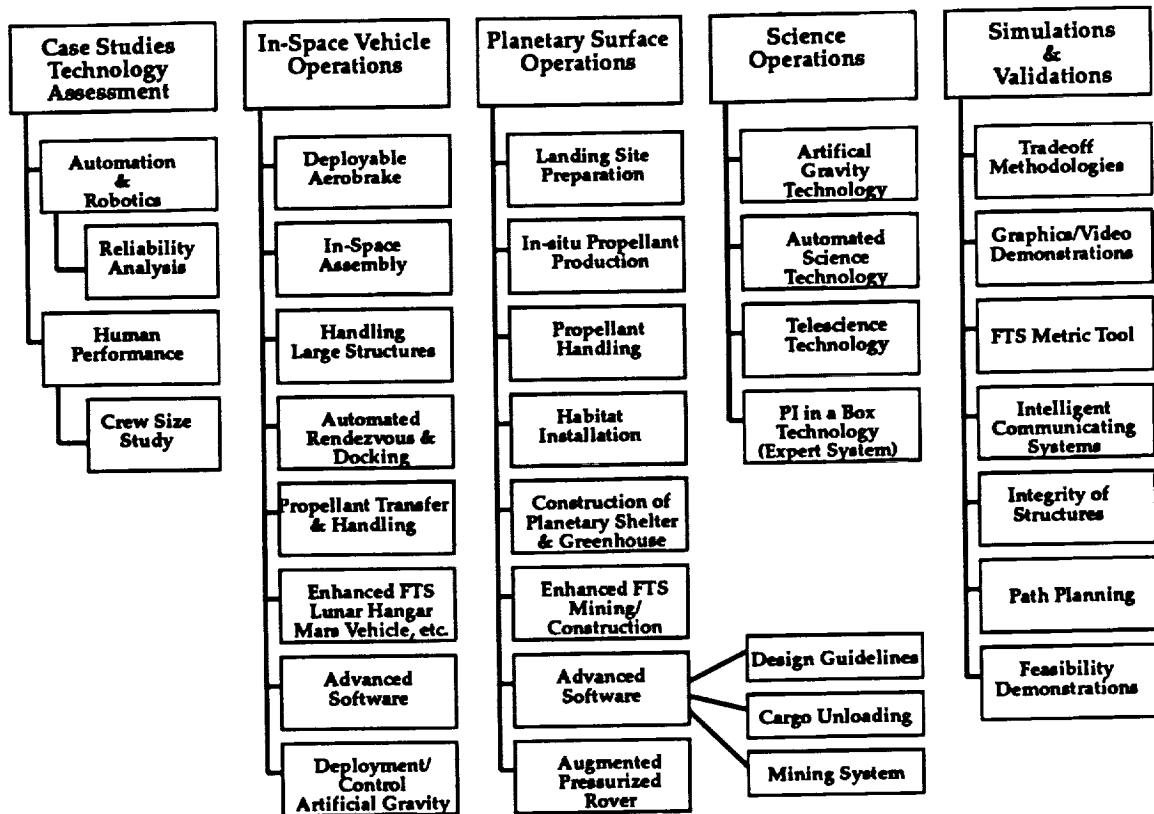 Case Studies
Technology
Assessment
Automation
&
Robotics
Reliability
Analysis
Human
Performance
Crew Size
Study
In-Space Vehicle
Operations
Deployable
Aerobrake
In-Space
Assembly
Handling
Large Structures
Automated
Rendezvous &
Docking
Propellant Transfer
& Handling
Enhanced FTS
Lunar Hangar
Mars Vehicle, etc.
Advanced
Software
Deployment/
Control
Artificial Gravity
Planetary Surface
Operations
Landing Site
Preparation
In-situ Propellant
Production
Propellant
Handling
Habitat
Installation
Construction of
Planetary Shelter
& Greenhouse
Enhanced FTS
Mining/
Construction
Advanced
Software
Design Guidelines
Cargo Unloading
Mining System
Augmented
Pressurized
Rover
Science
Operations
Artifical
Gravity
Technology
Automated
Science
Technology
Telescience
Technology
PI in a Box
Technology
(Expert System)
Simulations
&
Validations
Tradeoff
Methodologies
Graphics/Video
Demonstrations
FTS Metric Tool
Intelligent
Communicating
Systems
Integrity of
Structures
Path Planning
Feasibility
Demonstrations